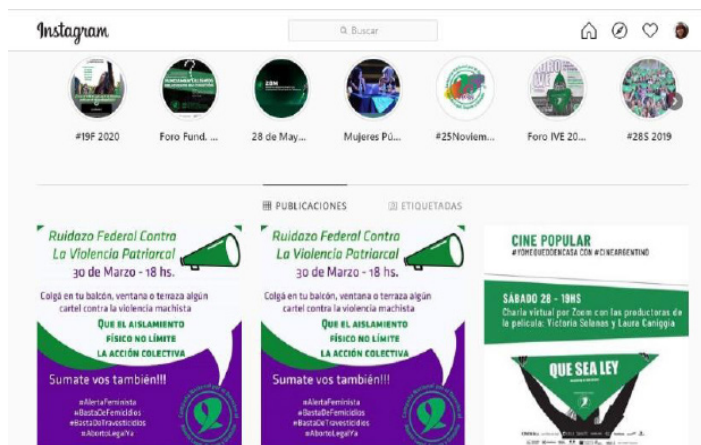 Instagram
Buscar
#19F 2020
Foro Fund. ...
28 de May...
Mujeres Pú...
#25Noviem...
Foro IVE 20...
#28S 2019
28M
PUBLICACIONES
ETIQUETADAS
Ruidazo Federal Contra
La Violencia Patriarcal
30 de Marzo - 18 hs.
Colgá en tu balcón, ventana o terraza algún
cartel contra la violencia machista
QUE EL AISLAMIENTO
FÍSICO NO LÍMITE
LA ACCIÓN COLECTIVA
Sumate vos también!!!
#AlertaFeminista
#BastaDeFemicidios
#BastaDeTravesticidios
#AbortoLegalYa
Ruidazo Federal Contra
La Violencia Patriarcal
30 de Marzo - 18 hs.
Colgá en tu balcón, ventana o terraza algún
cartel contra la violencia machista
QUE EL AISLAMIENTO
FÍSICO NO LÍMITE
LA ACCIÓN COLECTIVA
Sumate vos también!!!
#AlertaFeminista
#BastaDeFemicidios
#BastaDeTravesticidios
#AbortoLegalYa
CINE POPULAR
#YOMEQUEDOENCASA CON #CINEARGENTINO
SÁBADO 28 - 19HS
Charla virtual por Zoom con las productoras de
la película: Victoria Solanas y Laura Caniggia
QUE SEA LEY